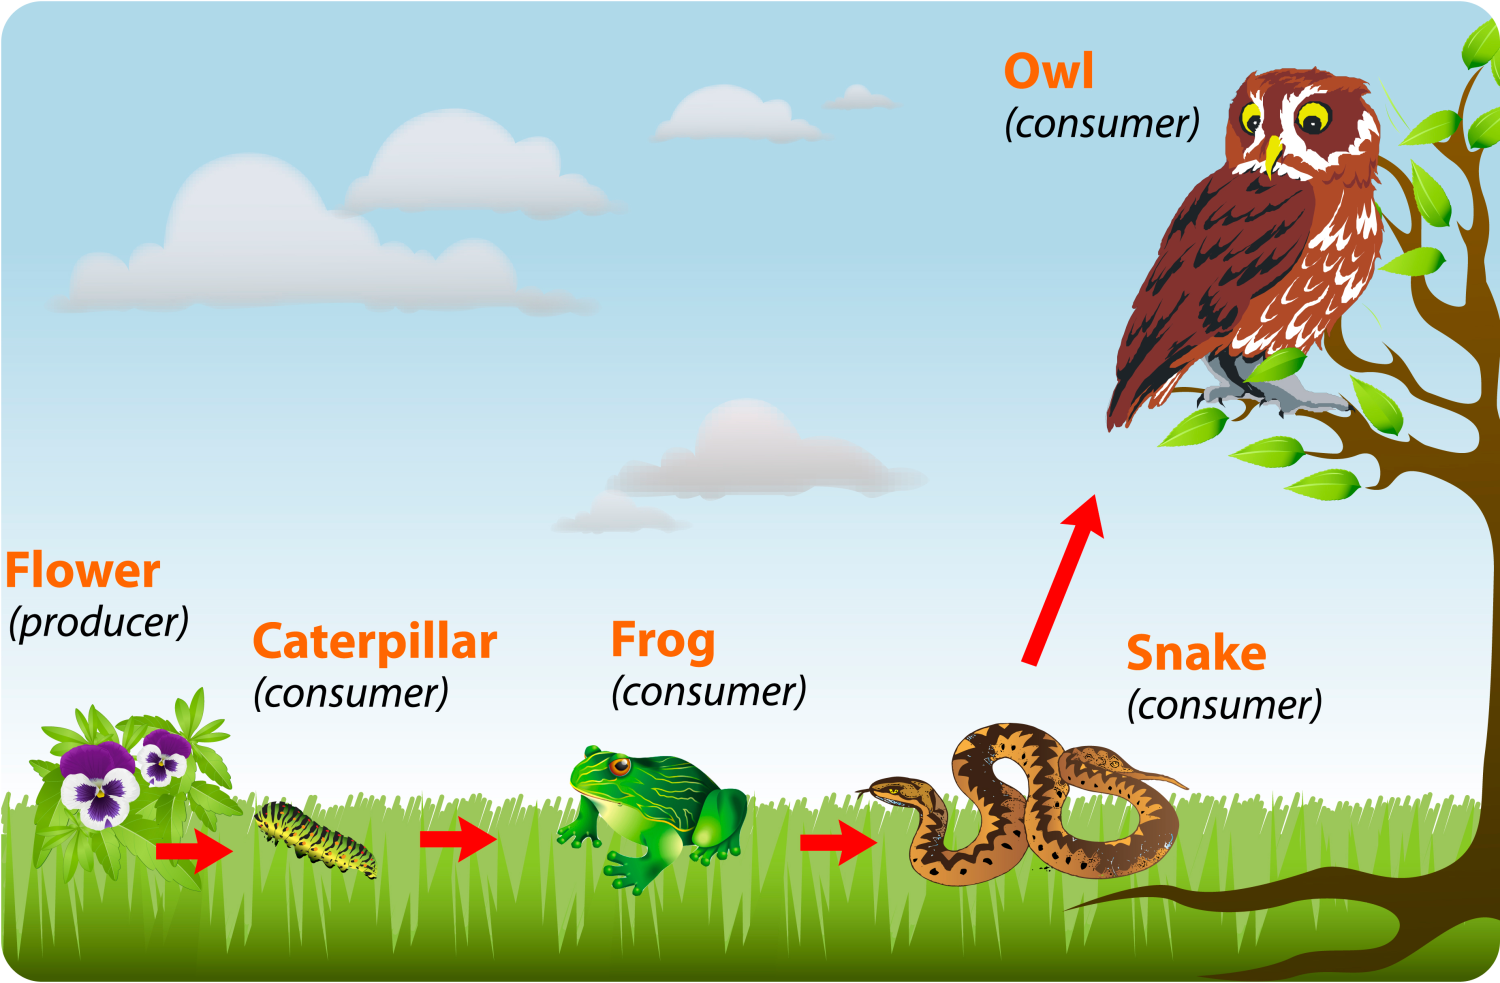 Owl
(consumer)
Flower
(producer)
Caterpillar
(consumer)
Frog
(consumer)
Snake
(consumer)